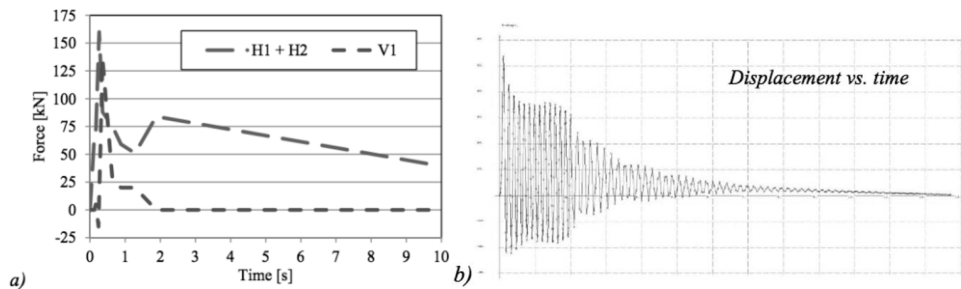 175
150
125
100
75
50
25
0
-25
Force [kN]
H1 + H2
V1
0 1 2 3 4 5 6 7 8 9 10
Time [s]
a)
Displacement vs. time
b)